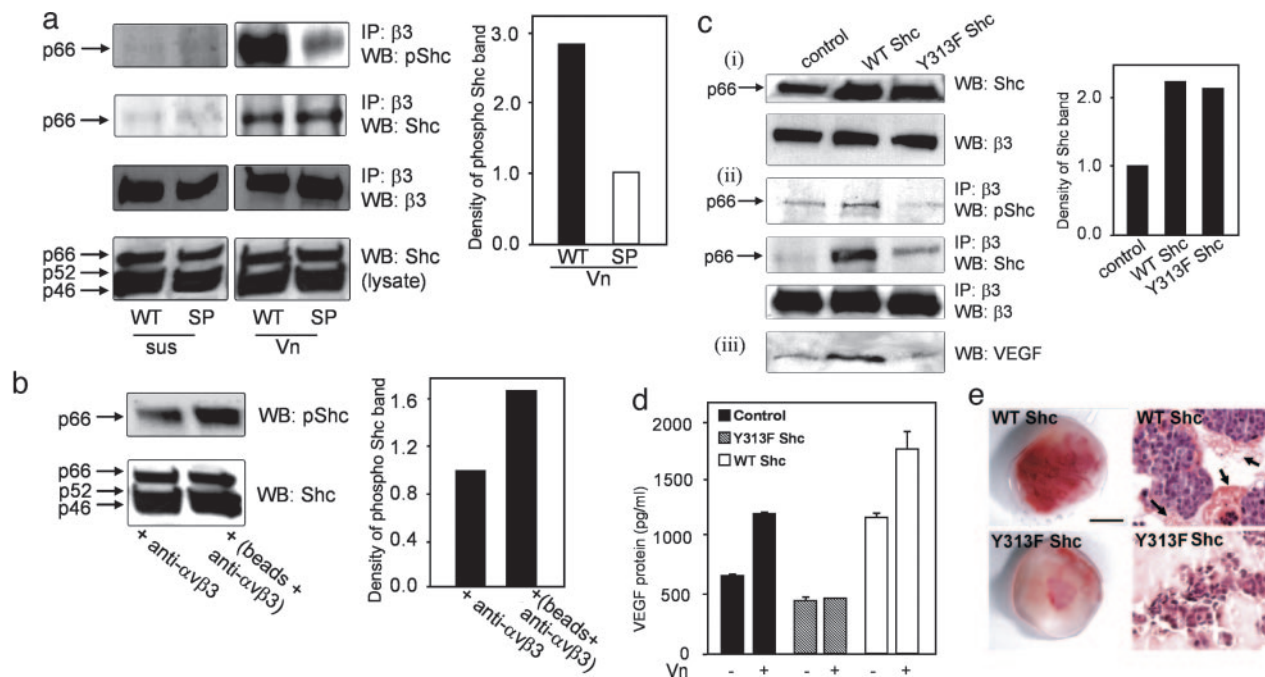 a
p66
IP: β3
WB: pShc
p66
IP: β3
WB: Shc
IP: β3
WB: β3
p66
p52
p46
WB: Shc
(lysate)
WT SP WT SP
sus Vn
Density of phospho Shc band
3.0
2.0
1.0
0.0
WT SP
Vn
b
p66
WB: pShc
p66
p52
p46
WB: Shc
+ anti-αvβ3
+ (beads +
anti-αvβ3)
Density of phospho Shc band
1.6
1.2
0.8
0.0
+ anti-αvβ3
+(beads+
anti-αvβ3)
c
control WT Shc Y313F Shc
(i)
p66
WB: Shc
WB: β3
(ii)
p66
IP: β3
WB: pShc
p66
IP: β3
WB: Shc
IP: β3
WB: β3
(iii)
WB: VEGF
Density of Shc band
2.0
1.0
0.0
control
WT Shc
Y313F Shc
d
VEGF protein (pg/ml)
2000
1500
1000
500
0
Control
Y313F Shc
WT Shc
Vn - + - + - +
e
WT Shc WT Shc
Y313F Shc Y313F Shc